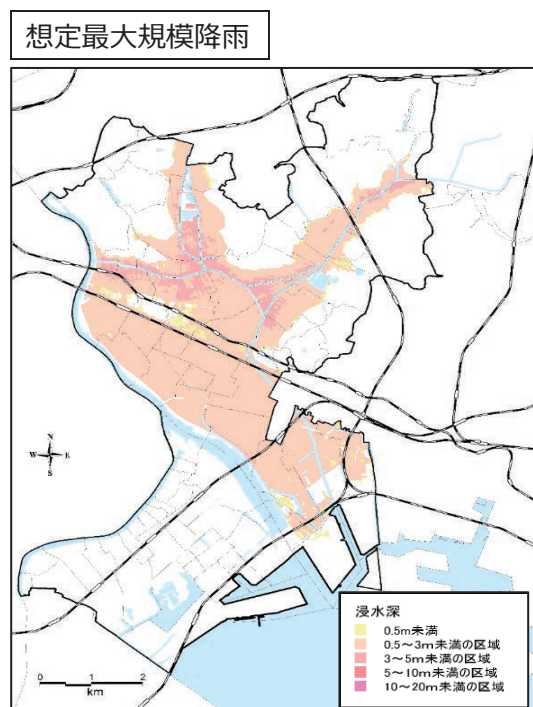 想定最大規模降雨
N
W E
S
浸水深
0.5m未満
0.5～3m未満の区域
3～5m未満の区域
5～10m未満の区域
10～20m未満の区域
0 1 2
km